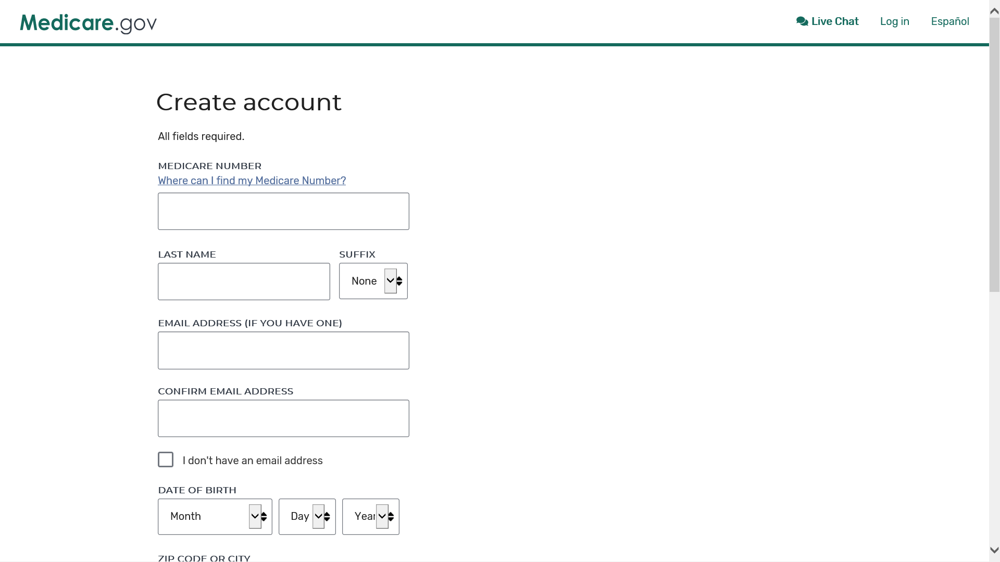 Medicare.gov
Live Chat Log in Español
Create account
All fields required.
MEDICARE NUMBER
Where can I find my Medicare Number?
LAST NAME SUFFIX
None
EMAIL ADDRESS (IF YOU HAVE ONE)
CONFIRM EMAIL ADDRESS
I don't have an email address
DATE OF BIRTH
Month Day Year
ZIP CODE OR CITY